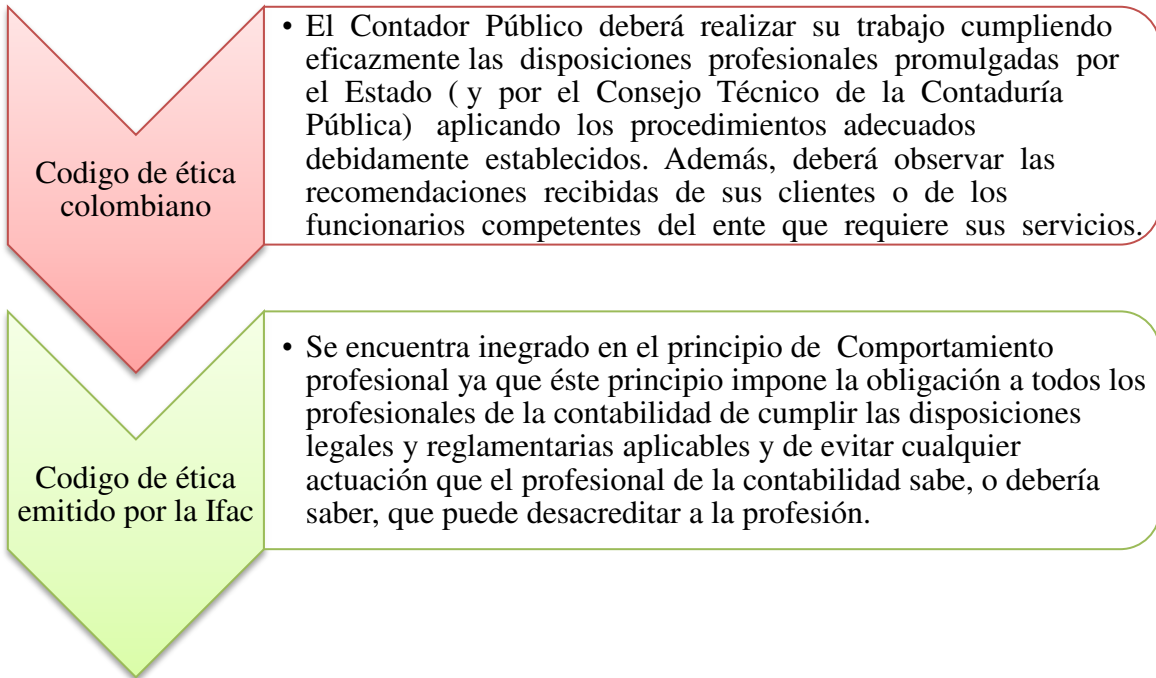 Codigo de ética
colombiano
• El Contador Público deberá realizar su trabajo cumpliendo
eficazmente las disposiciones profesionales promulgadas por
el Estado ( y por el Consejo Técnico de la Contaduría
Pública) aplicando los procedimientos adecuados
debidamente establecidos. Además, deberá observar las
recomendaciones recibidas de sus clientes o de los
funcionarios competentes del ente que requiere sus servicios.
Codigo de ética
emitido por la Ifac
• Se encuentra inegrado en el principio de Comportamiento
profesional ya que éste principio impone la obligación a todos los
profesionales de la contabilidad de cumplir las disposiciones
legales y reglamentarias aplicables y de evitar cualquier
actuación que el profesional de la contabilidad sabe, o debería
saber, que puede desacreditar a la profesión.